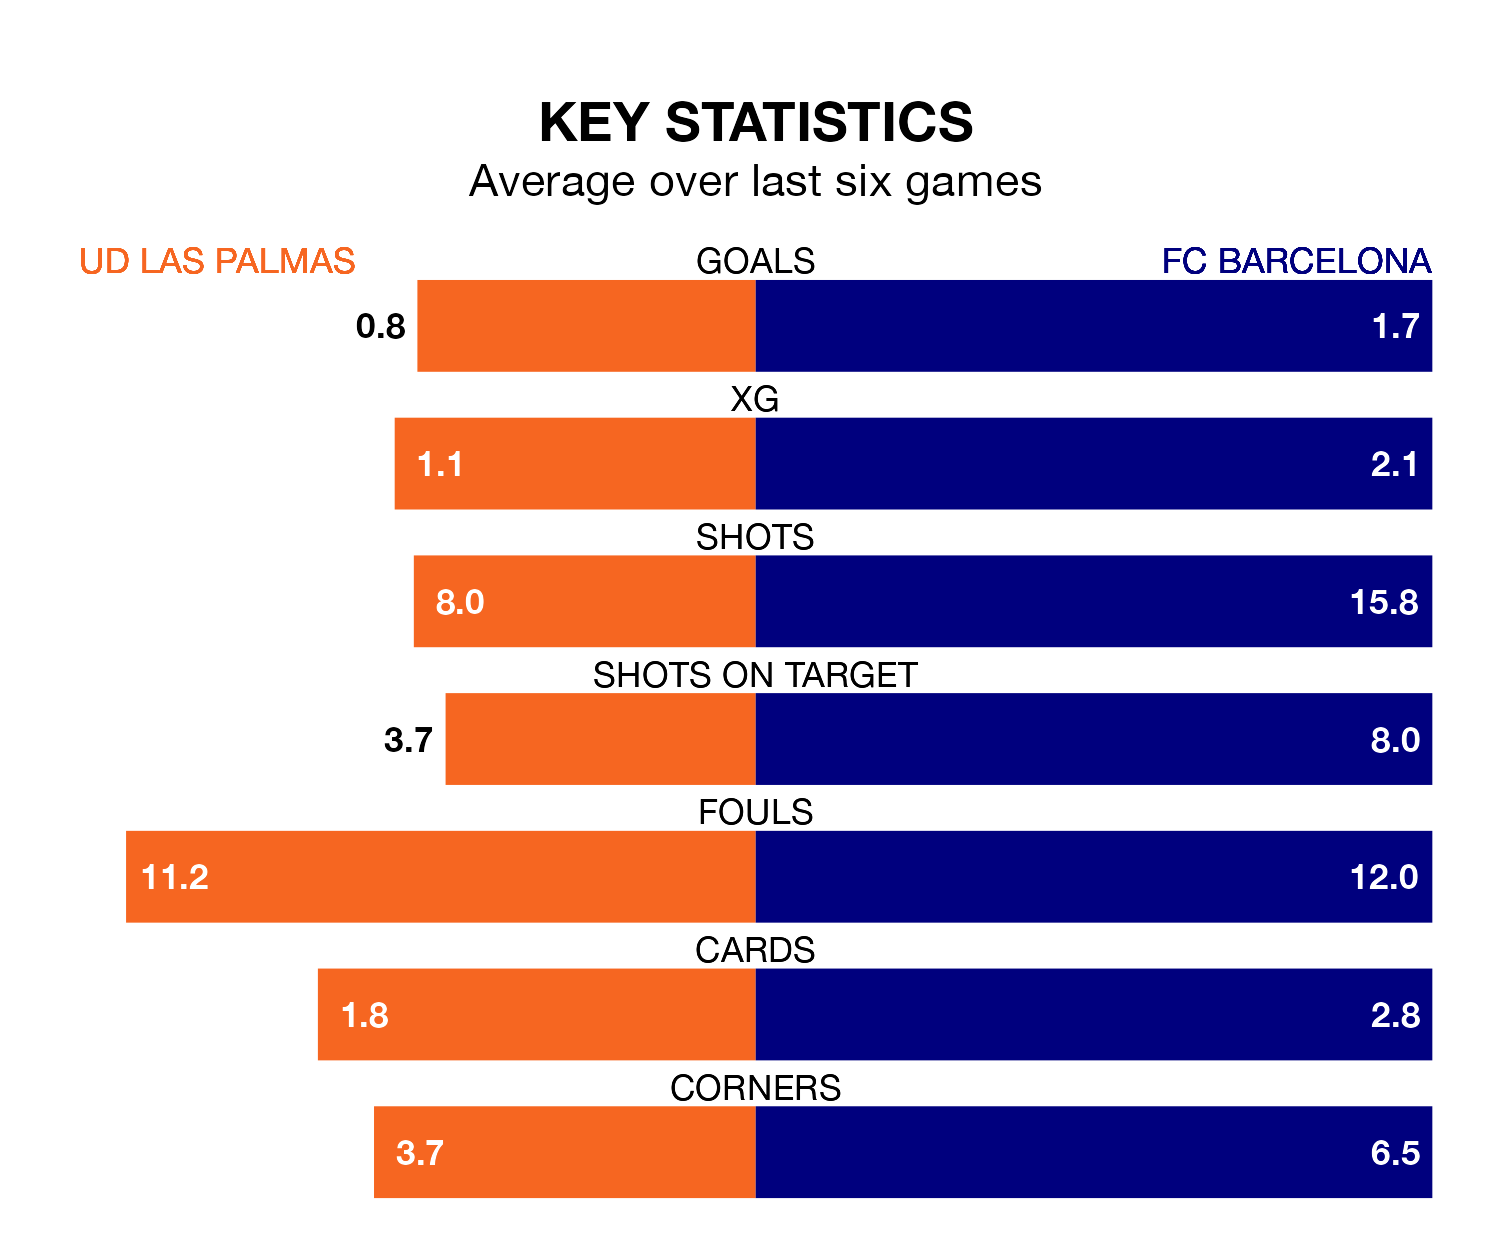 KEY STATISTICS
Average over last six games
UD LAS PALMAS GOALS FC BARCELONA
0.8 1.7
XG
1.1 2.1
SHOTS
8.0 15.8
SHOTS ON TARGET
3.7 8.0
FOULS
11.2 12.0
CARDS
1.8 2.8
CORNERS
3.7 6.5